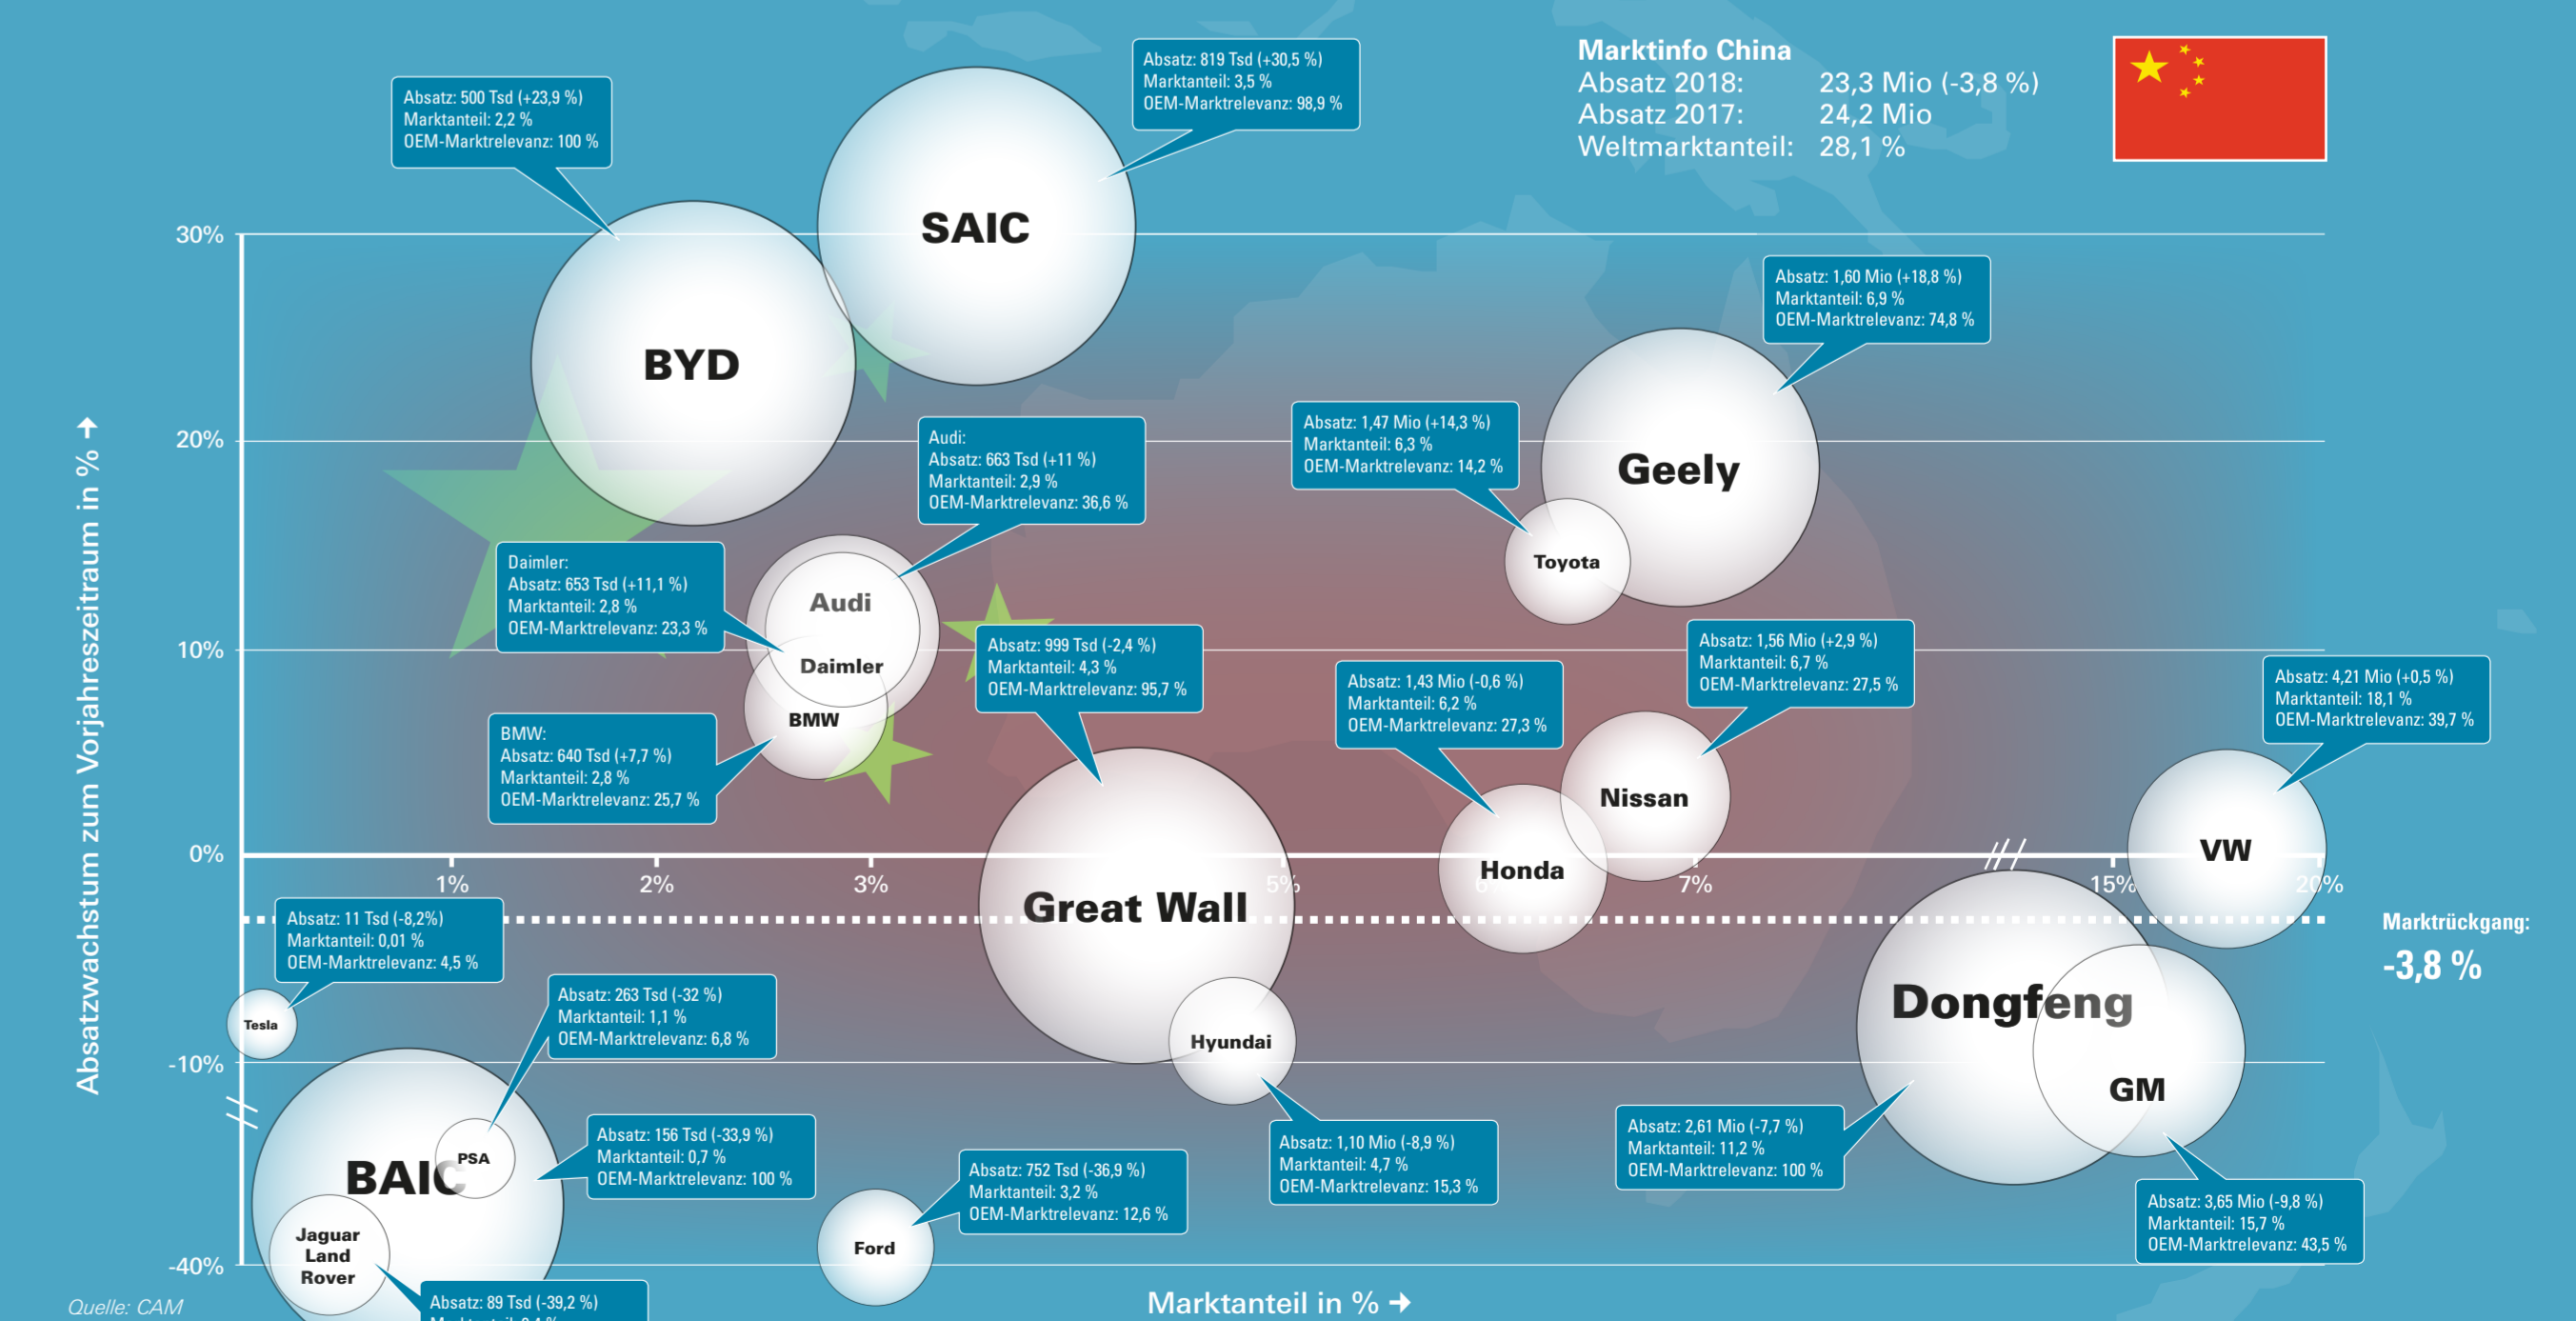 Marktinfo China
Absatz 2018: 23,3 Mio (-3,8 %)
Absatz 2017: 24,2 Mio
Weltmarktanteil: 28,1 %
Absatz: 819 Tsd (+30,5 %)
Marktanteil: 3,5 %
OEM-Marktrelevanz: 98,9 %
Absatz: 500 Tsd (+23,9 %)
Marktanteil: 2,2 %
OEM-Marktrelevanz: 100 %
SAIC
BYD
30%
Absatz: 1,60 Mio (+18,8 %)
Marktanteil: 6,9 %
OEM-Marktrelevanz: 74,8 %
Geely
20%
Absatz: 1,47 Mio (+14,3 %)
Marktanteil: 6,3 %
OEM-Marktrelevanz: 14,2 %
Toyota
Audi:
Absatz: 663 Tsd (+11 %)
Marktanteil: 2,9 %
OEM-Marktrelevanz: 36,6 %
Audi
Daimler:
Absatz: 653 Tsd (+11,1 %)
Marktanteil: 2,8 %
OEM-Marktrelevanz: 23,3 %
Daimler
10%
BMW:
Absatz: 640 Tsd (+7,7 %)
Marktanteil: 2,8 %
OEM-Marktrelevanz: 25,7 %
BMW
Absatz: 999 Tsd (-2,4 %)
Marktanteil: 4,3 %
OEM-Marktrelevanz: 95,7 %
Great Wall
Absatz: 1,43 Mio (-0,6 %)
Marktanteil: 6,2 %
OEM-Marktrelevanz: 27,3 %
Honda
Absatz: 1,56 Mio (+2,9 %)
Marktanteil: 6,7 %
OEM-Marktrelevanz: 27,5 %
Nissan
Absatz: 4,21 Mio (+0,5 %)
Marktanteil: 18,1 %
OEM-Marktrelevanz: 39,7 %
VW
Absatzwachstum zum Vorjahreszeitraum in %
0%
1%
2%
3%
5%
7%
15%
20%
Marktrückgang:
-3,8 %
Absatz: 11 Tsd (-8,2%)
Marktanteil: 0,01 %
OEM-Marktrelevanz: 4,5 %
Tesla
Absatz: 263 Tsd (-32 %)
Marktanteil: 1,1 %
OEM-Marktrelevanz: 6,8 %
PSA
Hyundai
Dongfeng
GM
-10%
Absatz: 156 Tsd (-33,9 %)
Marktanteil: 0,7 %
OEM-Marktrelevanz: 100 %
BAIC
Absatz: 752 Tsd (-36,9 %)
Marktanteil: 3,2 %
OEM-Marktrelevanz: 12,6 %
Ford
Absatz: 1,10 Mio (-8,9 %)
Marktanteil: 4,7 %
OEM-Marktrelevanz: 15,3 %
Absatz: 2,61 Mio (-7,7 %)
Marktanteil: 11,2 %
OEM-Marktrelevanz: 100 %
Absatz: 3,65 Mio (-9,8 %)
Marktanteil: 15,7 %
OEM-Marktrelevanz: 43,5 %
Jaguar
Land
Rover
-40%
Absatz: 89 Tsd (-39,2 %)
Marktanteil in %
Quelle: CAM